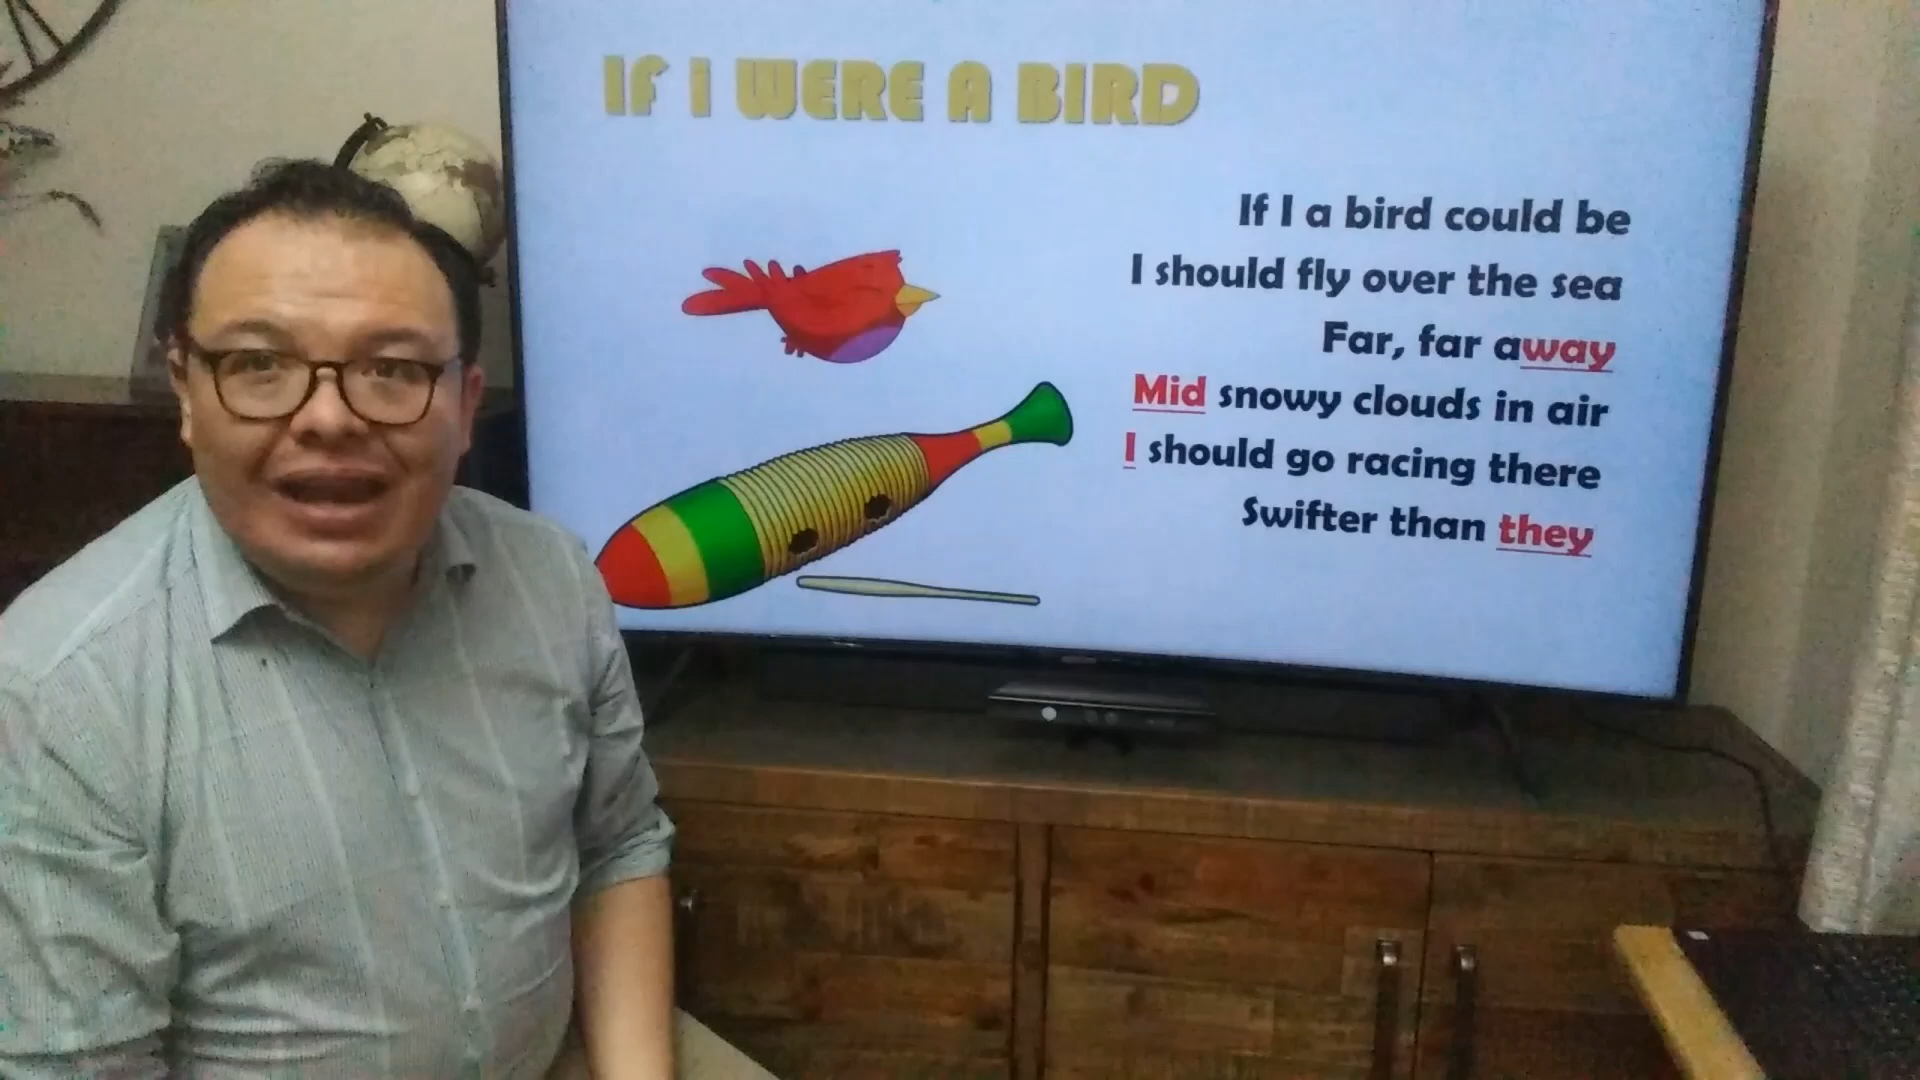 IF i WERE A BIRD
If I a bird could be
I should fly over the sea
Far, far away
Mid snowy clouds in air
I should go racing there
Swifter than they